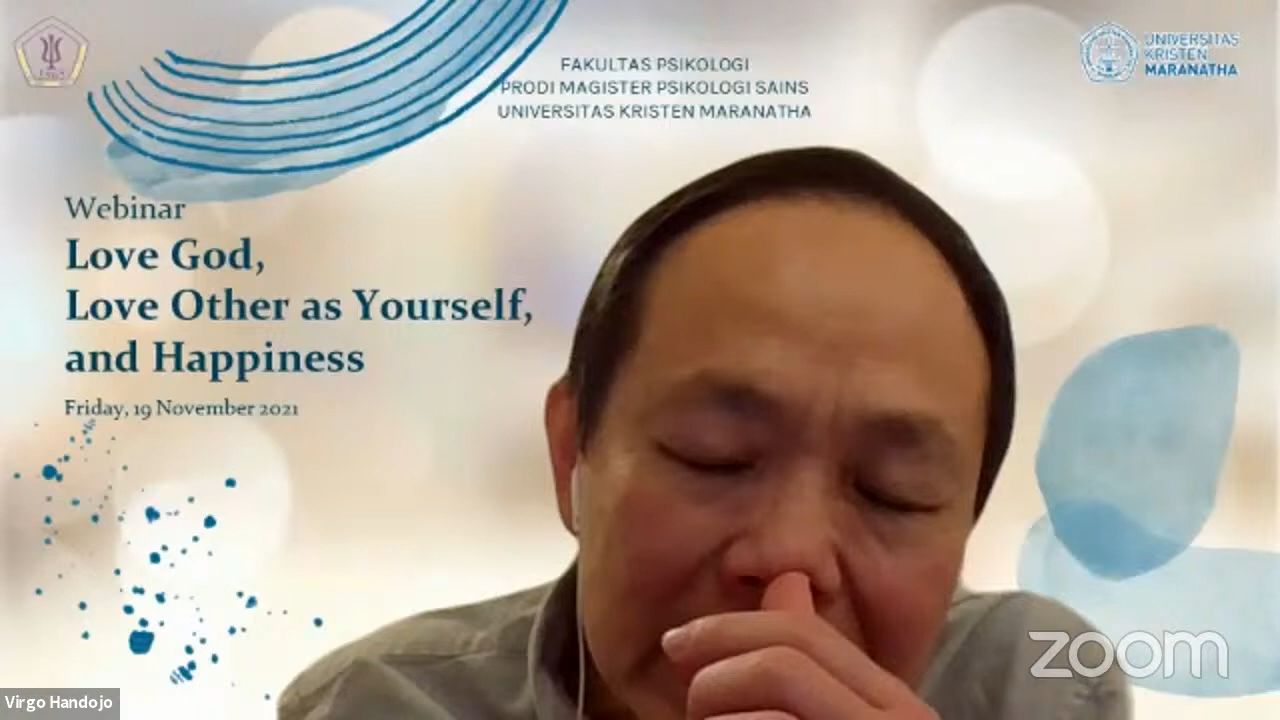 FAKULTAS PSIKOLOGI
PRODI MAGISTER PSIKOLOGI SAINS
UNIVERSITAS KRISTEN MARANATHA
UNIVERSITAS
KRISTEN
MARANATHA
Webinar
Love God,
Love Other as Yourself,
and Happiness
Friday, 19 November 2021
zoom
Virgo Handojo